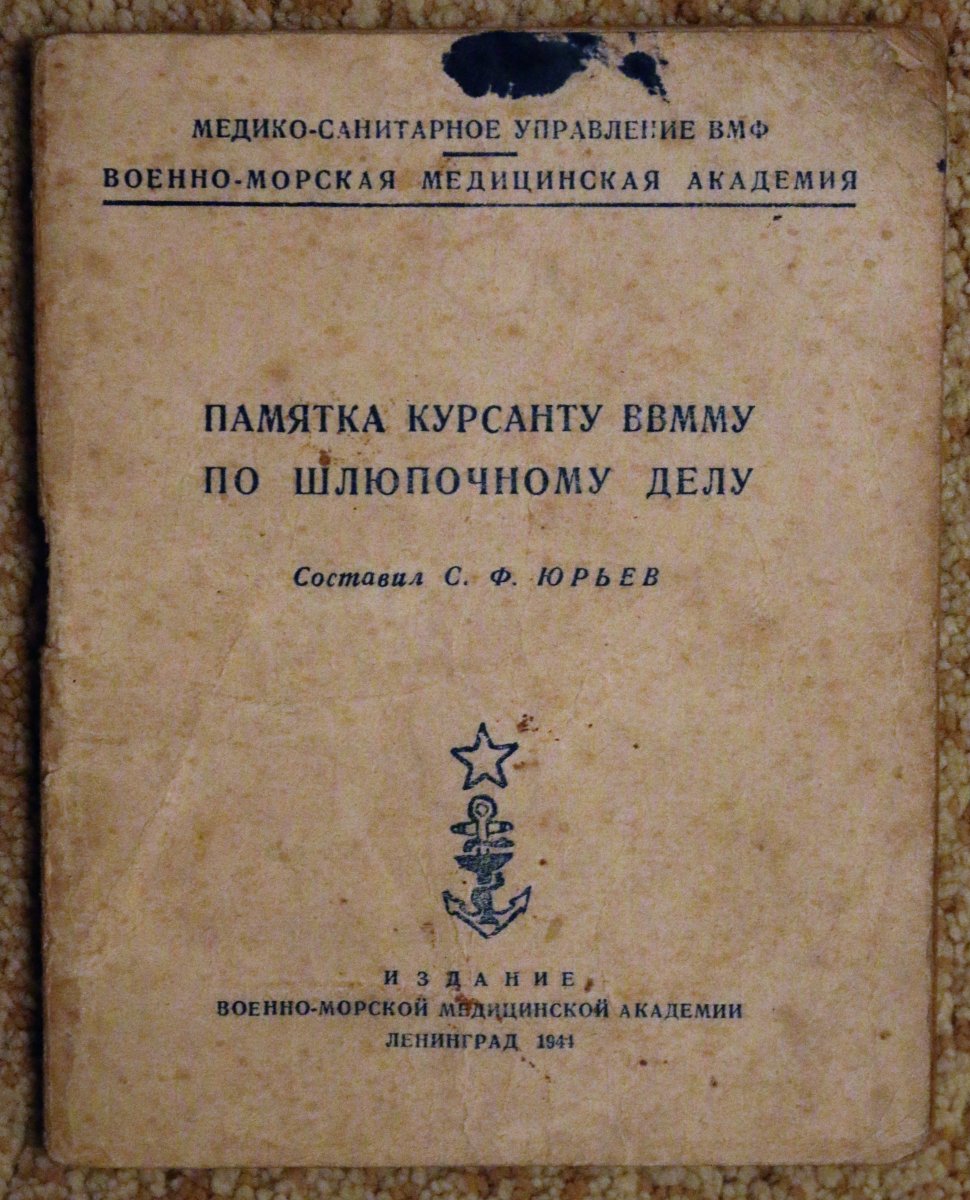 МЕДИКО-САНИТАРНОЕ УПРАВЛЕНИЕ ВМФ
ВОЕННО-МОРСКАЯ МЕДИЦИНСКАЯ АКАДЕМИЯ
ПАМЯТКА КУРСАНТУ ВВММУ
ПО ШЛЮПОЧНОМУ ДЕЛУ
Составил С. Ф. ЮРЬЕВ
ИЗДАНИЕ
ВОЕННО-МОРСКОЙ МЕДИЦИНСКОЙ АКАДЕМИИ
ЛЕНИНГРАД 1944